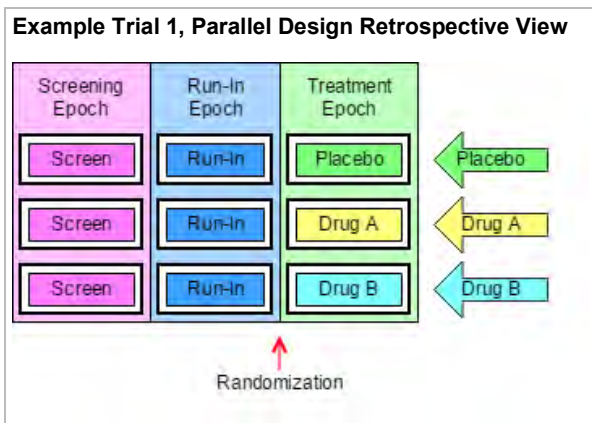 Example Trial 1, Parallel Design Retrospective View
Screening Epoch
Run-In Epoch
Treatment Epoch
Screen
Run-In
Placebo
Placebo
Screen
Run-In
Drug A
Drug A
Screen
Run-In
Drug B
Drug B
Randomization